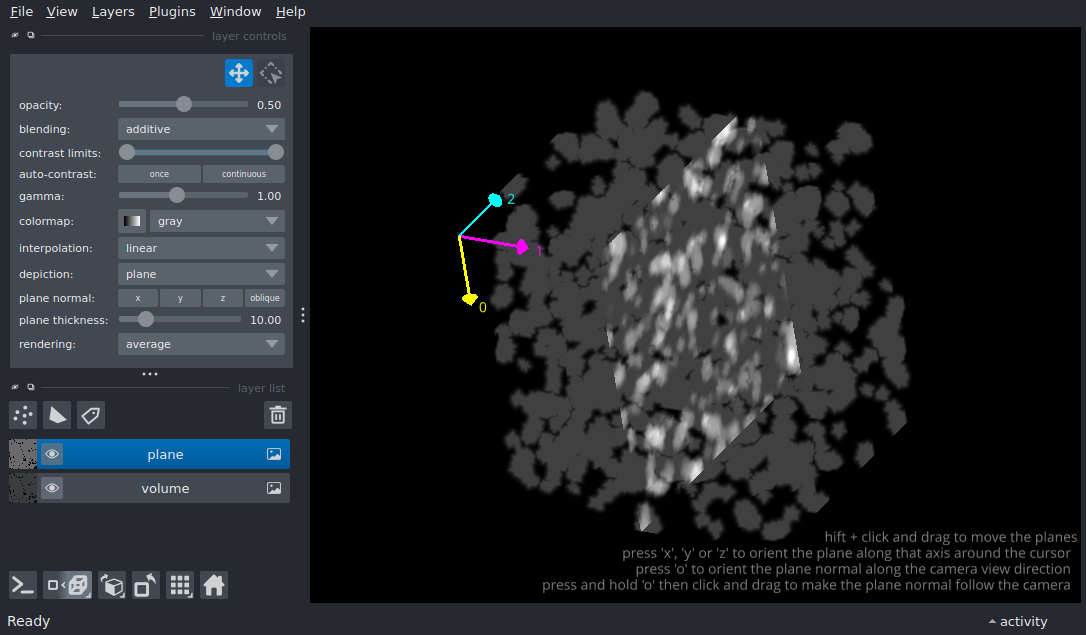 File View Layers Plugins Window Help
layer controls
opacity: 0.50
blending: additive
contrast limits:
auto-contrast: once continuous
gamma: 1.00
colormap: gray
interpolation: linear
depiction: plane
plane normal: x y z oblique
plane thickness: 10.00
rendering: average
layer list
plane
volume
2
1
0
hift + click and drag to move the planes
press 'x', 'y' or 'z' to orient the plane along that axis around the cursor
press 'o' to orient the plane normal along the camera view direction
press and hold 'o' then click and drag to make the plane normal follow the camera
Ready
activity